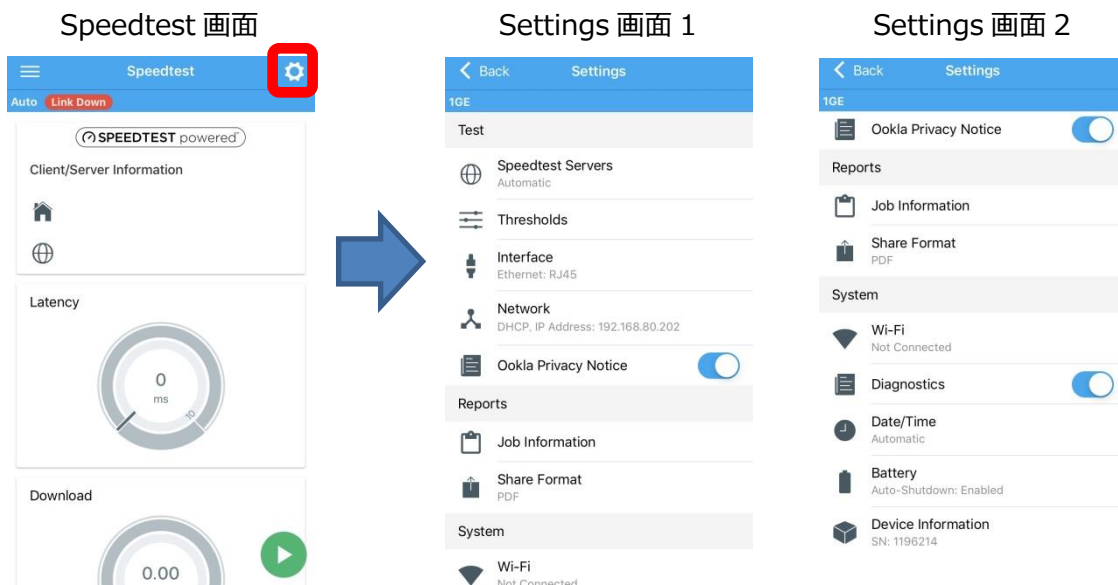 Speedtest 画面
Speedtest
Auto Link Down
SPEEDTEST powered™
Client/Server Information
Latency
0
ms
10
Download
0.00
Settings 画面 1
Back Settings
1GE
Test
Speedtest Servers
Automatic
Thresholds
Interface
Ethernet: RJ45
Network
DHCP, IP Address: 192.168.80.202
Ookla Privacy Notice
Reports
Job Information
Share Format
PDF
System
Wi-Fi
Not Connected
Settings 画面 2
Back Settings
1GE
Ookla Privacy Notice
Reports
Job Information
Share Format
PDF
System
Wi-Fi
Not Connected
Diagnostics
Date/Time
Automatic
Battery
Auto-Shutdown: Enabled
Device Information
SN: 1196214